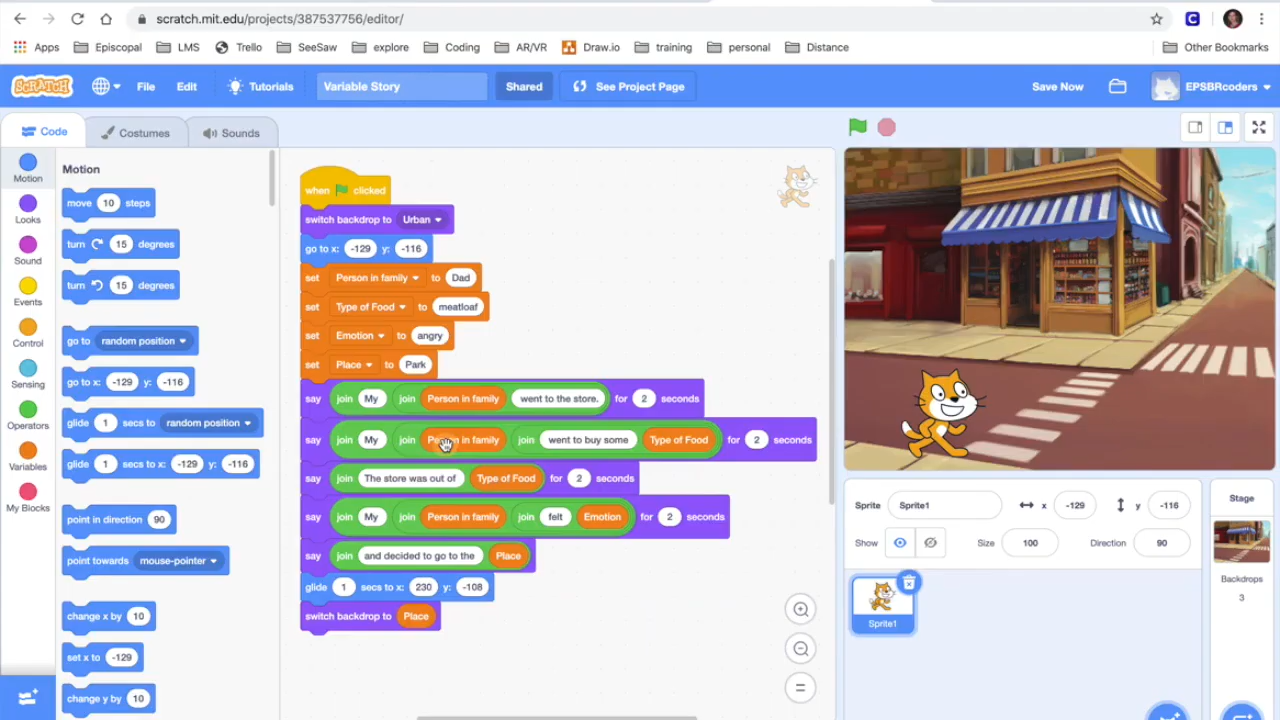 scratch.mit.edu/projects/387537756/editor/
Apps Episcopal LMS Trello SeeSaw explore Coding AR/VR Draw.io training personal Distance Other Bookmarks
SCRATCH File Edit Tutorials Variable Story Shared See Project Page Save Now EPSBRcoders
Code Costumes Sounds
Motion
Looks
Sound
Events
Control
Sensing
Operators
Variables
My Blocks
Motion
move 10 steps
turn 15 degrees
turn 15 degrees
go to random position
go to x: -129 y: -116
glide 1 secs to random position
glide 1 secs to x: -129 y: -116
point in direction 90
point towards mouse-pointer
change x by 10
set x to -129
change y by 10
when clicked
switch backdrop to Urban
go to x: -129 y: -116
set Person in family to Dad
set Type of Food to meatloaf
set Emotion to angry
set Place to Park
say join My join Person in family went to the store. for 2 seconds
say join My join Person in family join went to buy some Type of Food for 2 seconds
say join The store was out of Type of Food for 2 seconds
say join My join Person in family join felt Emotion for 2 seconds
say join and decided to go to the Place
glide 1 secs to x: 230 y: -108
switch backdrop to Place
Sprite Sprite1 x -129 y -116
Show Size 100 Direction 90
Sprite1
Stage
Backdrops
3